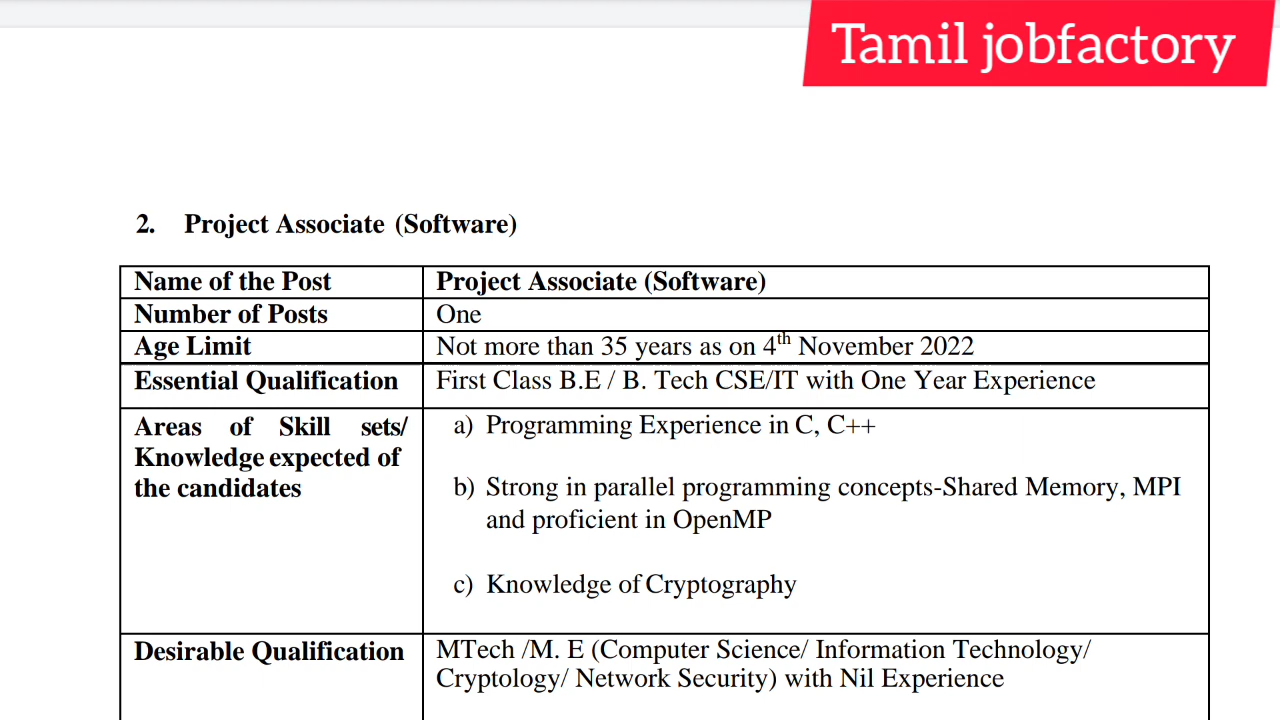 Tamil jobfactory
2. Project Associate (Software)
Name of the Post Project Associate (Software)
Number of Posts One
Age Limit Not more than 35 years as on 4th November 2022
Essential Qualification First Class B.E / B. Tech CSE/IT with One Year Experience
Areas of Skill sets/
Knowledge expected of
the candidates
a) Programming Experience in C, C++
b) Strong in parallel programming concepts-Shared Memory, MPI
and proficient in OpenMP
c) Knowledge of Cryptography
Desirable Qualification MTech /M. E (Computer Science/ Information Technology/
Cryptology/ Network Security) with Nil Experience